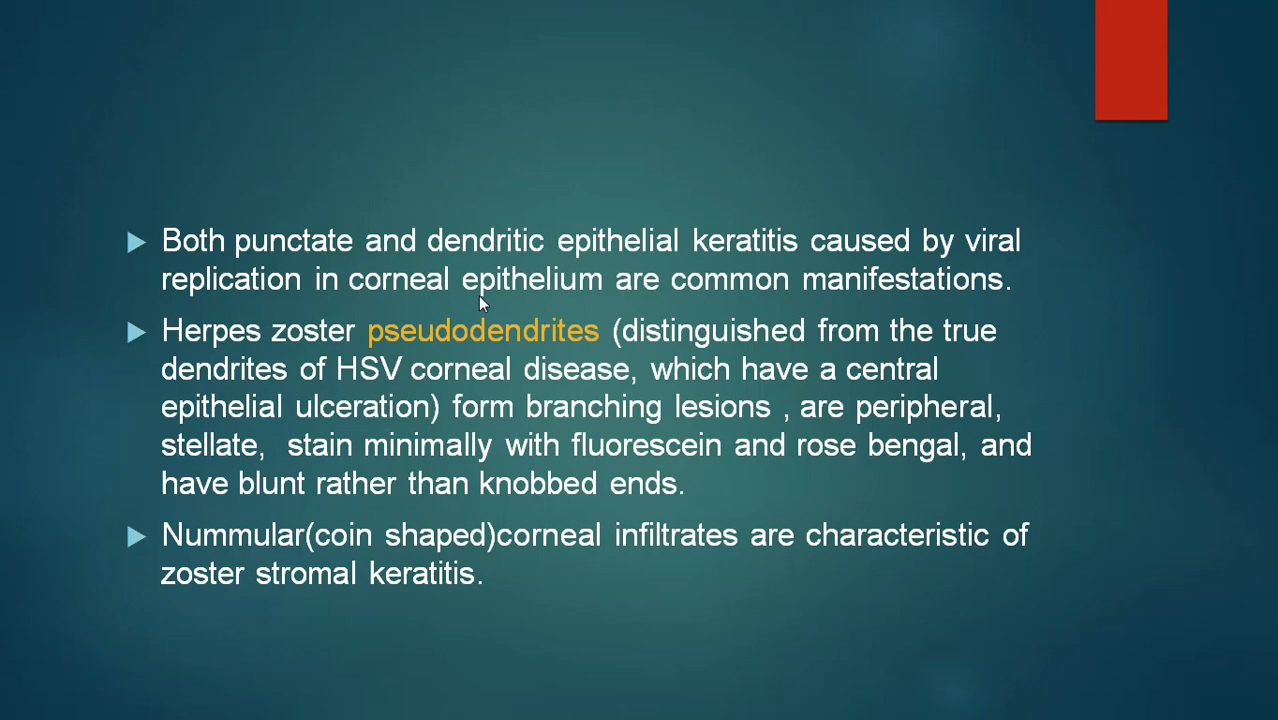 Both punctate and dendritic epithelial keratitis caused by viral
replication in corneal epithelium are common manifestations.
Herpes zoster pseudodendrites (distinguished from the true
dendrites of HSV corneal disease, which have a central
epithelial ulceration) form branching lesions , are peripheral,
stellate,  stain minimally with fluorescein and rose bengal, and
have blunt rather than knobbed ends.
Nummular(coin shaped)corneal infiltrates are characteristic of
zoster stromal keratitis.